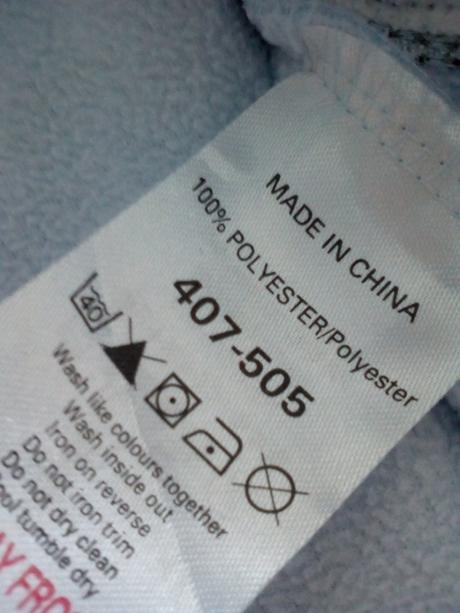 MADE IN CHINA
100% POLYESTER/Polyester
407-505
40
Wash like colours together
Wash inside out
Iron on reverse
Do not iron trim
Do not dry clean
tumble dry